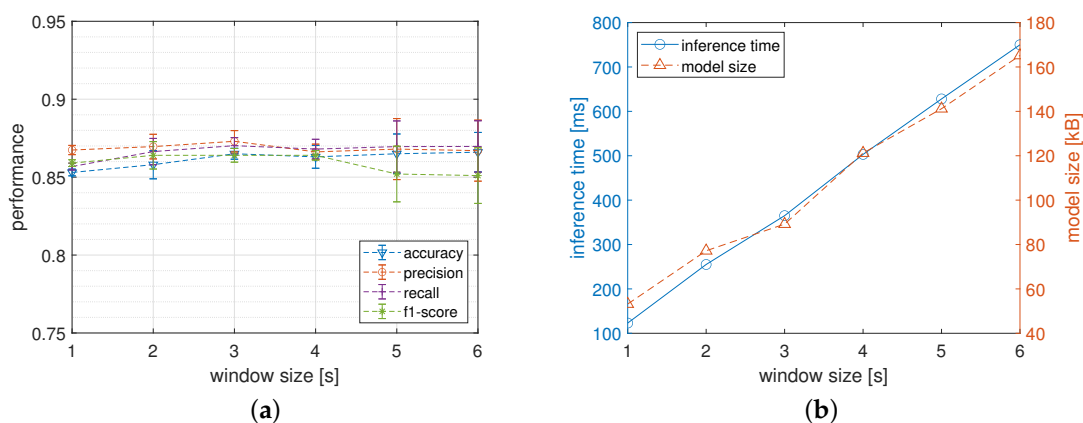 0.95
0.9
0.85
0.8
0.75
performance
1 2 3 4 5 6
window size [s]
accuracy
precision
recall
f1-score
(a)
800
700
600
500
400
300
200
100
inference time [ms]
inference time
model size
180
160
140
120
100
80
60
40
model size [kB]
1 2 3 4 5 6
window size [s]
(b)